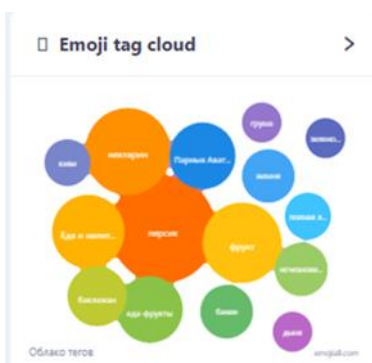 Emoji tag cloud
груша
зелено...
нектарин
Парные Ават...
киви
Еда и напит...
персик
фрукт
баклажан
еда-фрукты
банан
дыня
Облако тегов
emojiall.com